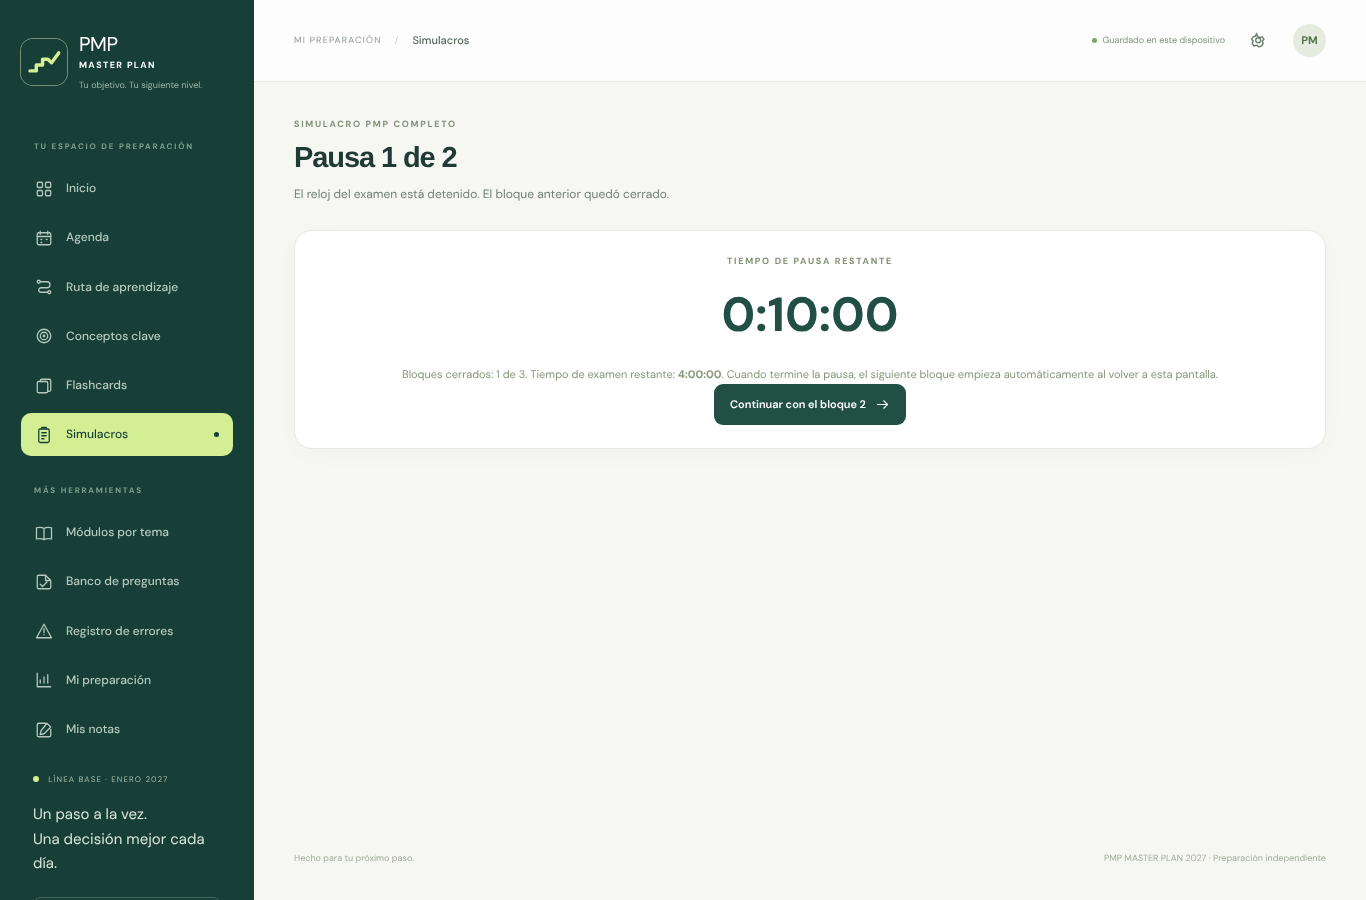 PMP
MASTER PLAN
Tu objetivo. Tu siguiente nivel.
TU ESPACIO DE PREPARACIÓN
Inicio
Agenda
Ruta de aprendizaje
Conceptos clave
Flashcards
Simulacros
MÁS HERRAMIENTAS
Módulos por tema
Banco de preguntas
Registro de errores
Mi preparación
Mis notas
LÍNEA BASE · ENERO 2027
Un paso a la vez.
Una decisión mejor cada
día.
MI PREPARACIÓN / Simulacros
Guardado en este dispositivo
PM
SIMULACRO PMP COMPLETO
Pausa 1 de 2
El reloj del examen está detenido. El bloque anterior quedó cerrado.
TIEMPO DE PAUSA RESTANTE
0:10:00
Bloques cerrados: 1 de 3. Tiempo de examen restante: 4:00:00. Cuando termine la pausa, el siguiente bloque empieza automáticamente al volver a esta pantalla.
Continuar con el bloque 2
Hecho para tu próximo paso.
PMP MASTER PLAN 2027 · Preparación independiente